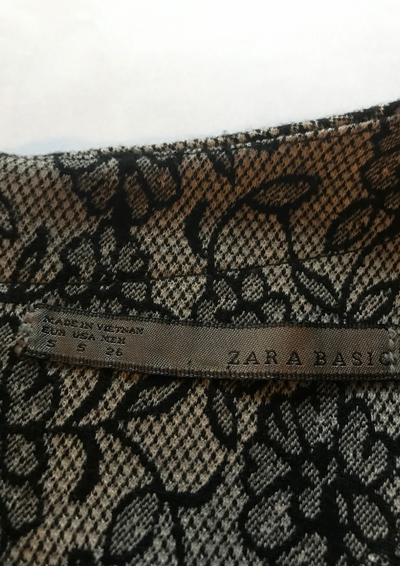 MADE IN VIETNAM
EUR USA MEX
S S 26
ZARA BASIC